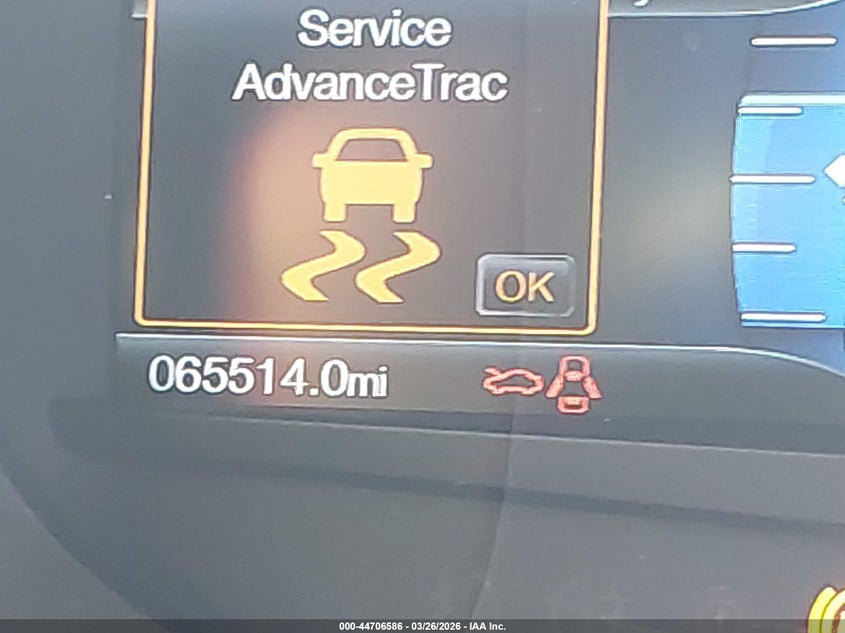 Service
AdvanceTrac
OK
065514.0mi
000-44706586 - 03/26/2026 - IAA Inc.